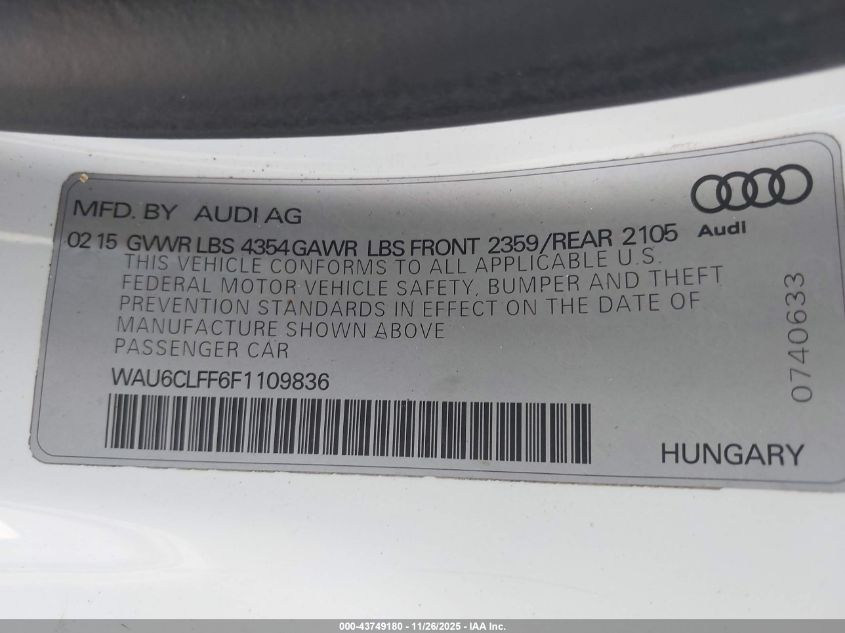 MFD. BY AUDI AG
Audi
02 15 GVWR LBS 4354 GAWR LBS FRONT 2359/REAR 2105
THIS VEHICLE CONFORMS TO ALL APPLICABLE U.S.
FEDERAL MOTOR VEHICLE SAFETY, BUMPER AND THEFT
PREVENTION STANDARDS IN EFFECT ON THE DATE OF
MANUFACTURE SHOWN ABOVE
PASSENGER CAR
WAU6CLFF6F1109836
0740633
HUNGARY
000-43749180 - 11/26/2025 - IAA Inc.